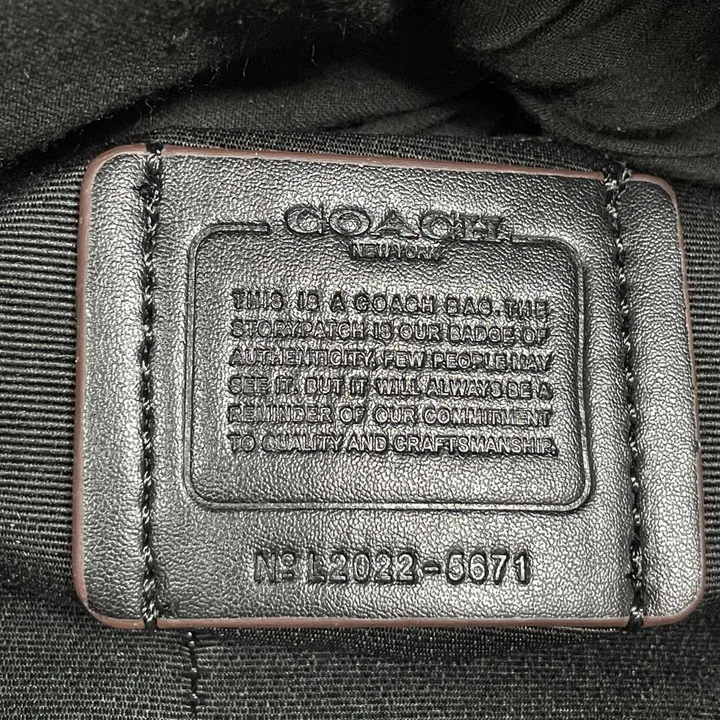 COACH
NEW YORK
THIS IS A COACH BAG. THE
STORYPATCH IS OUR BADGE OF
AUTHENTICITY. FEW PEOPLE MAY
SEE IT. BUT IT WILL ALWAYS BE A
REMINDER OF OUR COMMITMENT
TO QUALITY AND CRAFTSMANSHIP.
Nº L2022-6671